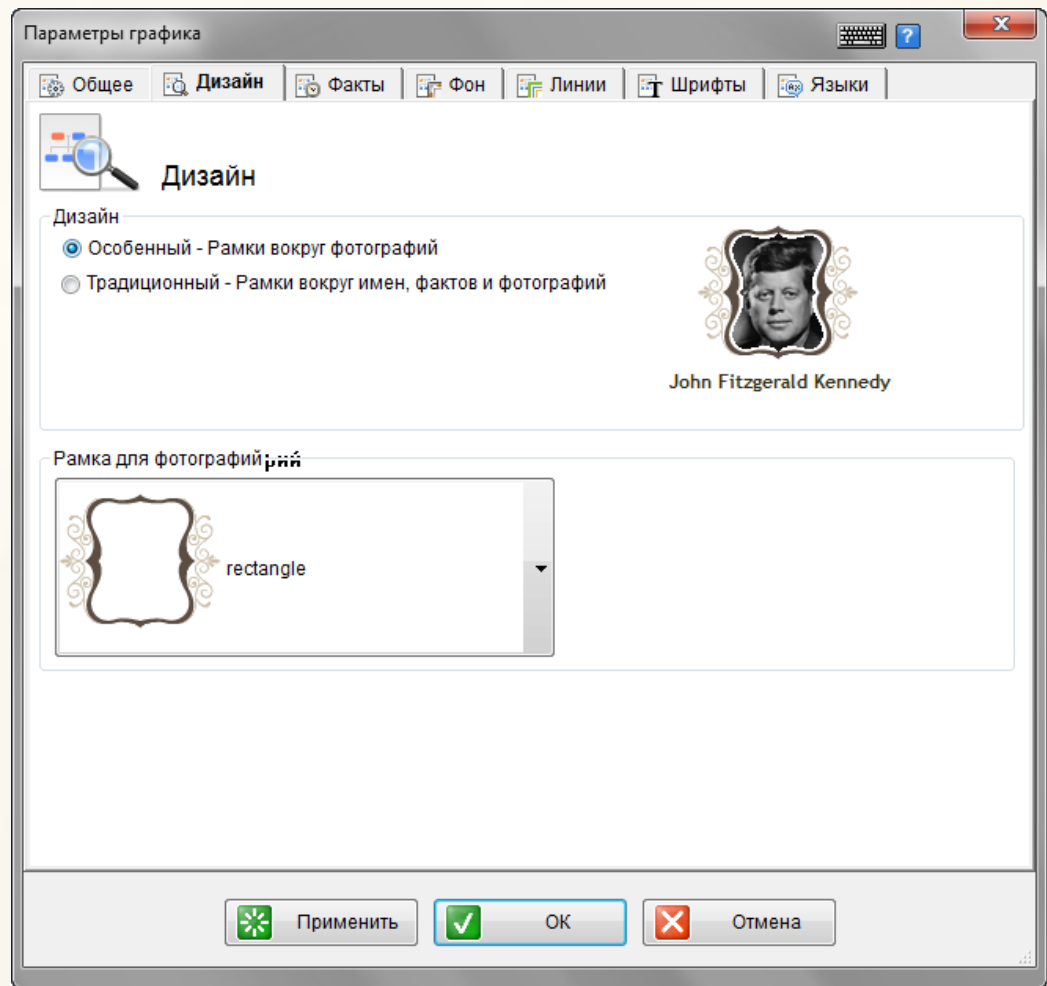 Параметры графика
?
Общее Дизайн Факты Фон Линии Шрифты Языки
Дизайн
Дизайн
Особенный - Рамки вокруг фотографий
Традиционный - Рамки вокруг имен, фактов и фотографий
John Fitzgerald Kennedy
Рамка для фотографий
rectangle
Применить OK Отмена